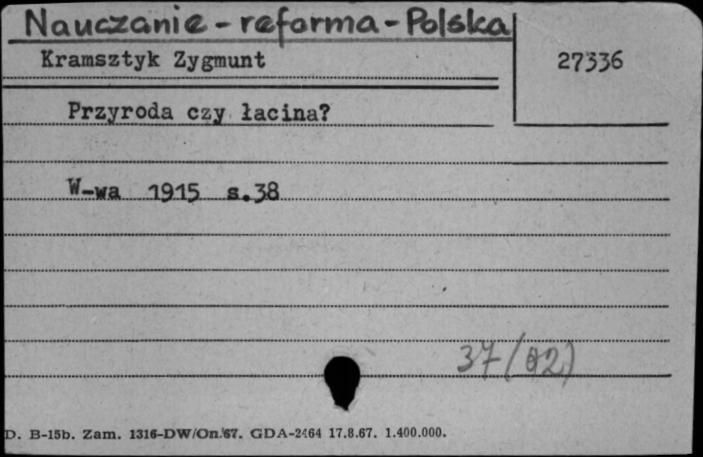 Nauczanie - reforma - Polska
Kramsztyk Zygmunt
27336
Przyroda czy łacina?
W-wa 1915 s.38
37/(02)
D. B-15b. Zam. 1316-DW/On.67. GDA-2464 17.8.67. 1.400.000.